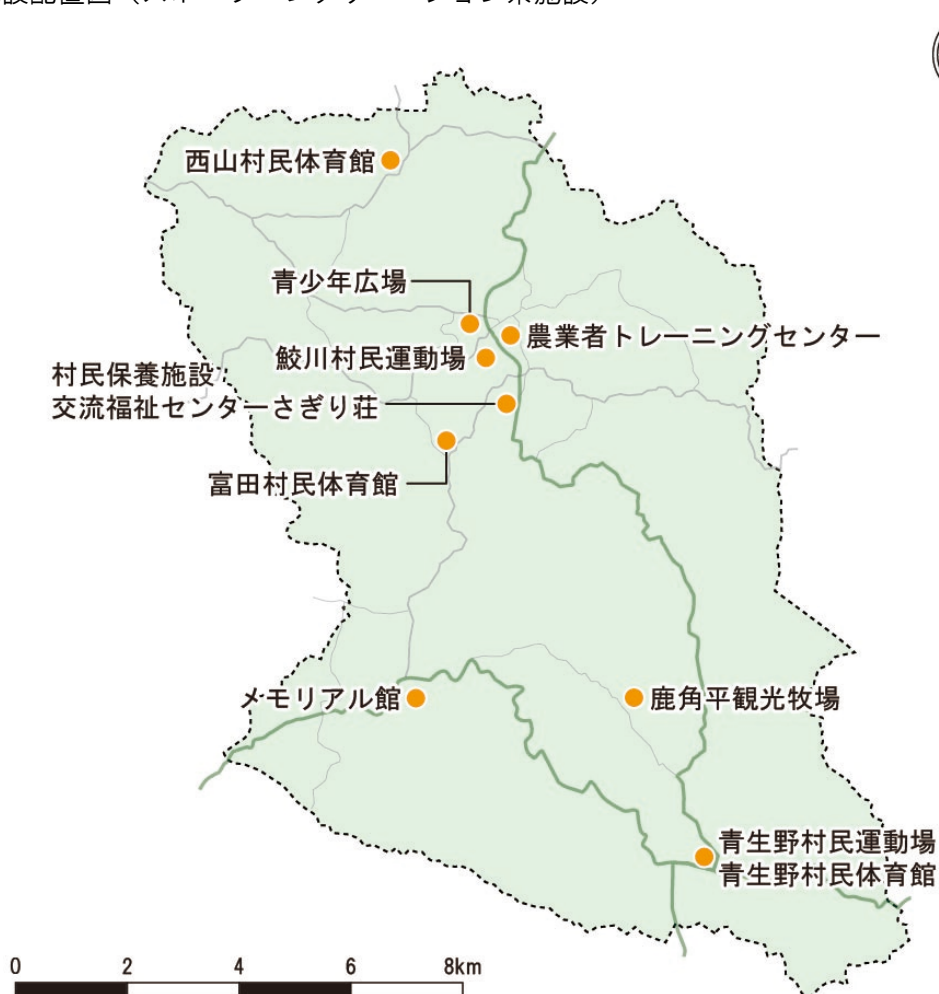 西山村民体育館
青少年広場
農業者トレーニングセンター
鮫川村民運動場
村民保養施設
交流福祉センターさぎり荘
富田村民体育館
メモリアル館
鹿角平観光牧場
青生野村民運動場
青生野村民体育館
0 2 4 6 8km